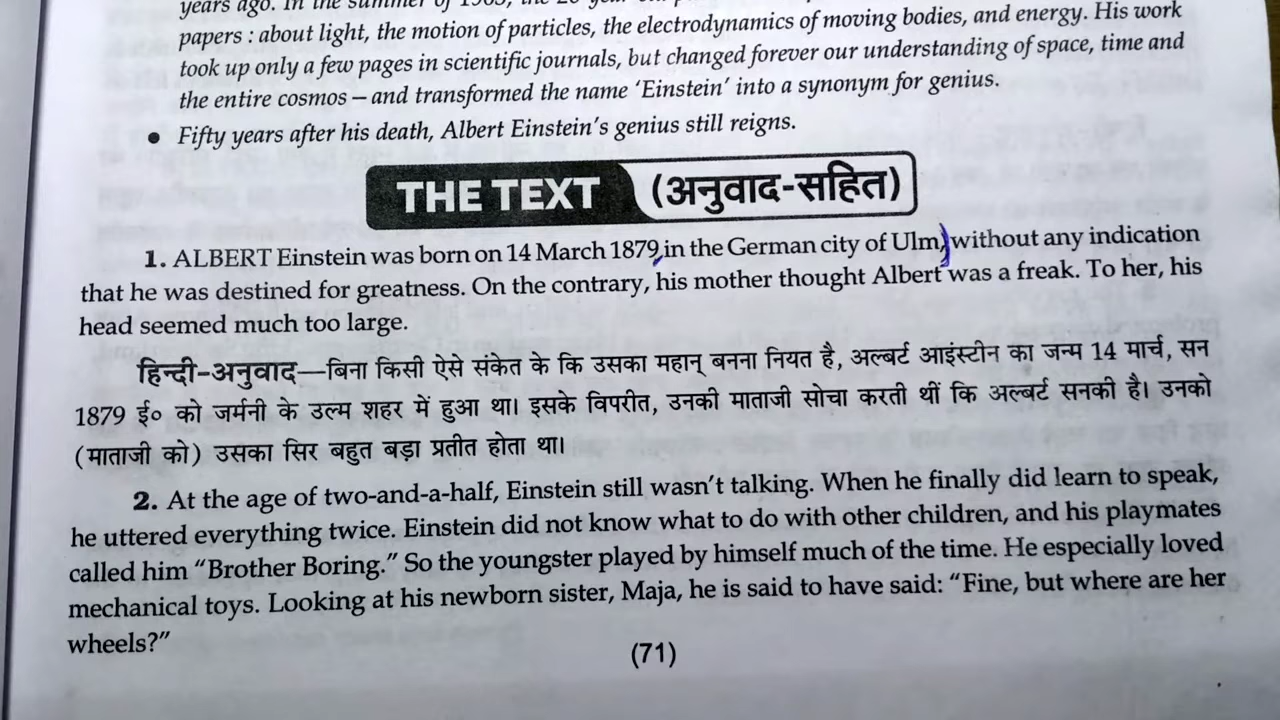 years ago. In the summer of 1905, the 26-year-old
papers : about light, the motion of particles, the electrodynamics of moving bodies, and energy. His work
took up only a few pages in scientific journals, but changed forever our understanding of space, time and
the entire cosmos – and transformed the name ‘Einstein’ into a synonym for genius.
● Fifty years after his death, Albert Einstein’s genius still reigns.
THE TEXT (अनुवाद-सहित)
1. ALBERT Einstein was born on 14 March 1879 in the German city of Ulm, without any indication
that he was destined for greatness. On the contrary, his mother thought Albert was a freak. To her, his
head seemed much too large.
हिन्दी-अनुवाद—बिना किसी ऐसे संकेत के कि उसका महान् बनना नियत है, अल्बर्ट आइंस्टीन का जन्म 14 मार्च, सन
1879 ई० को जर्मनी के उल्म शहर में हुआ था। इसके विपरीत, उनकी माताजी सोचा करती थीं कि अल्बर्ट सनकी है। उनको
(माताजी को) उसका सिर बहुत बड़ा प्रतीत होता था।
2. At the age of two-and-a-half, Einstein still wasn’t talking. When he finally did learn to speak,
he uttered everything twice. Einstein did not know what to do with other children, and his playmates
called him “Brother Boring.” So the youngster played by himself much of the time. He especially loved
mechanical toys. Looking at his newborn sister, Maja, he is said to have said: “Fine, but where are her
wheels?”
(71)